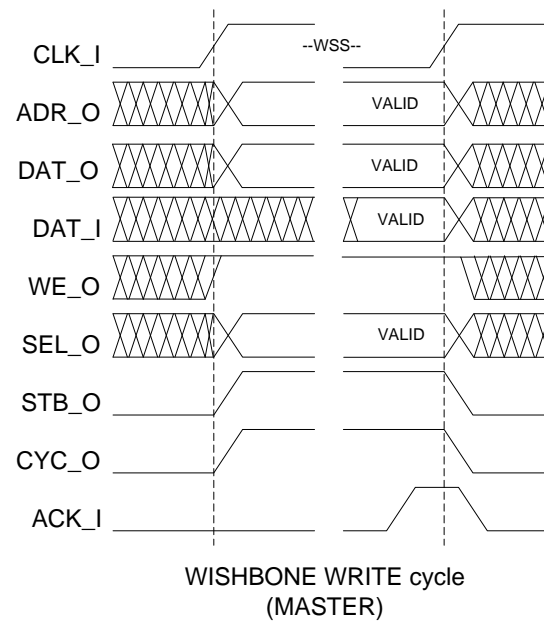 CLK_I
--WSS--
ADR_O
VALID
DAT_O
VALID
DAT_I
VALID
WE_O
SEL_O
VALID
STB_O
CYC_O
ACK_I
WISHBONE WRITE cycle
(MASTER)